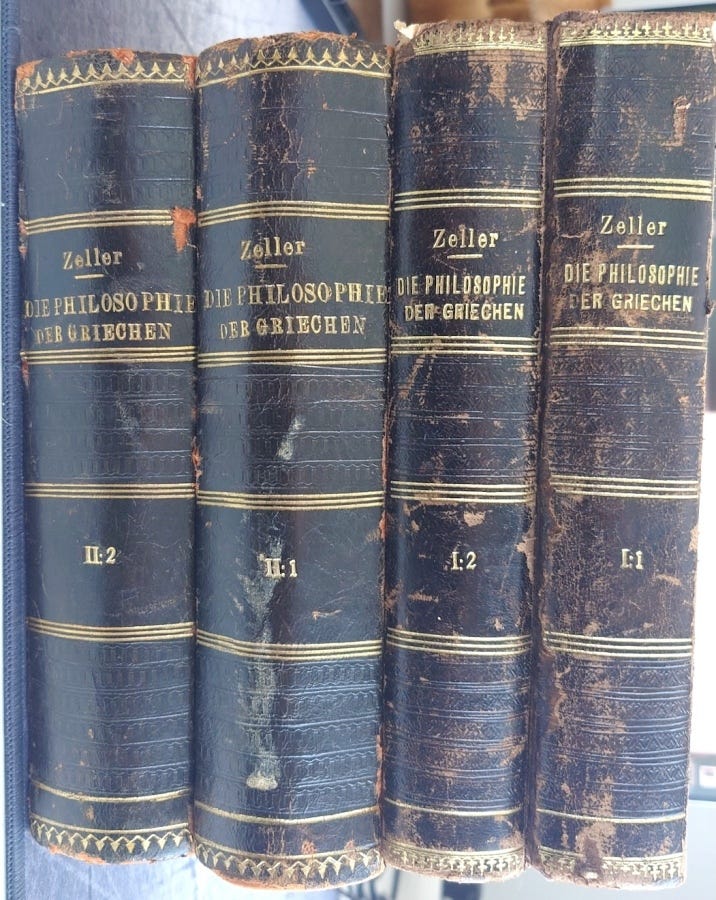 Zeller
DIE PHILOSOPHIE
DER GRIECHEN
II:2
Zeller
DIE PHILOSOPHIE
DER GRIECHEN
II:1
Zeller
DIE PHILOSOPHIE
DER GRIECHEN
I:2
Zeller
DIE PHILOSOPHIE
DER GRIECHEN
I:1